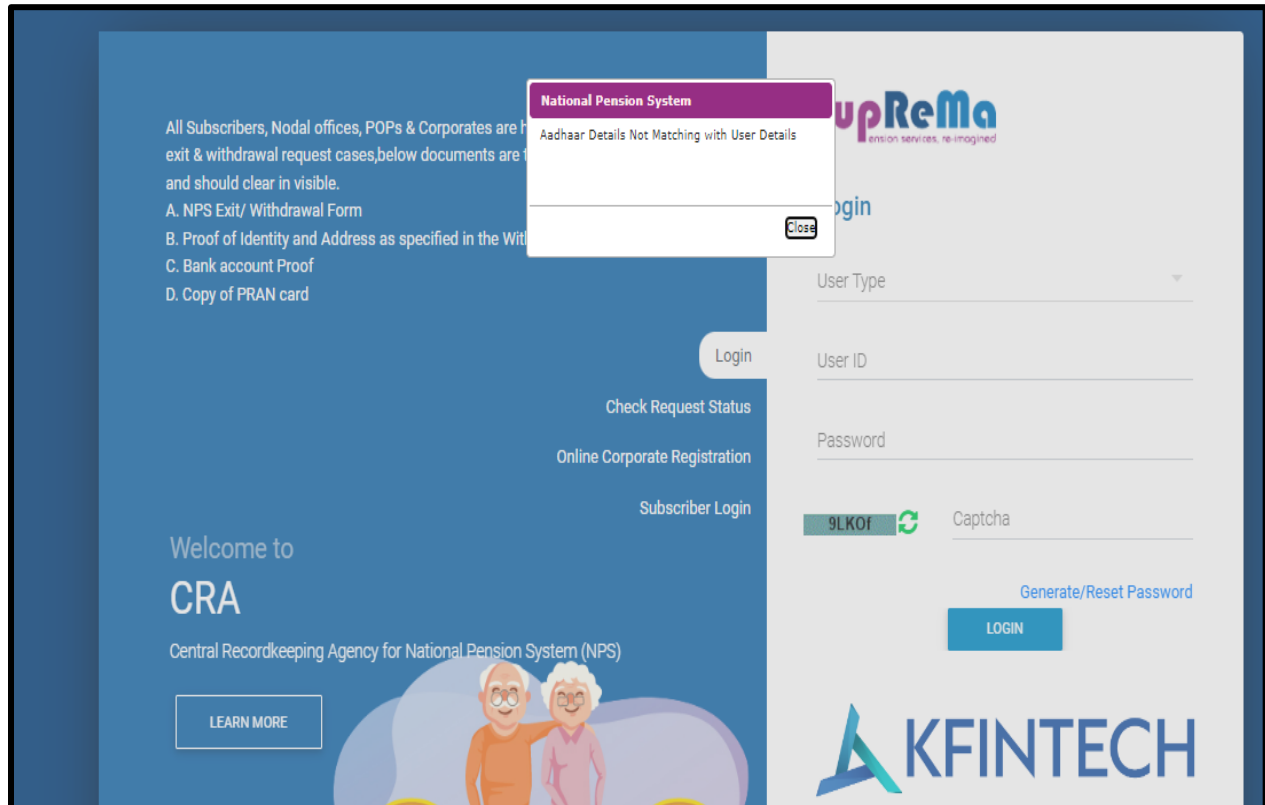 All Subscribers, Nodal offices, POPs & Corporates are
exit & withdrawal request cases,below documents are
and should clear in visible.
A. NPS Exit/ Withdrawal Form
B. Proof of Identity and Address as specified in the
C. Bank account Proof
D. Copy of PRAN card
National Pension System
Aadhaar Details Not Matching with User Details
Close
Login
Check Request Status
Online Corporate Registration
Subscriber Login
Welcome to
CRA
Central Recordkeeping Agency for National Pension System (NPS)
LEARN MORE
upReMa
ension services, re-imagined
ogin
User Type
User ID
Password
9LKOf
Captcha
Generate/Reset Password
LOGIN
KFINTECH